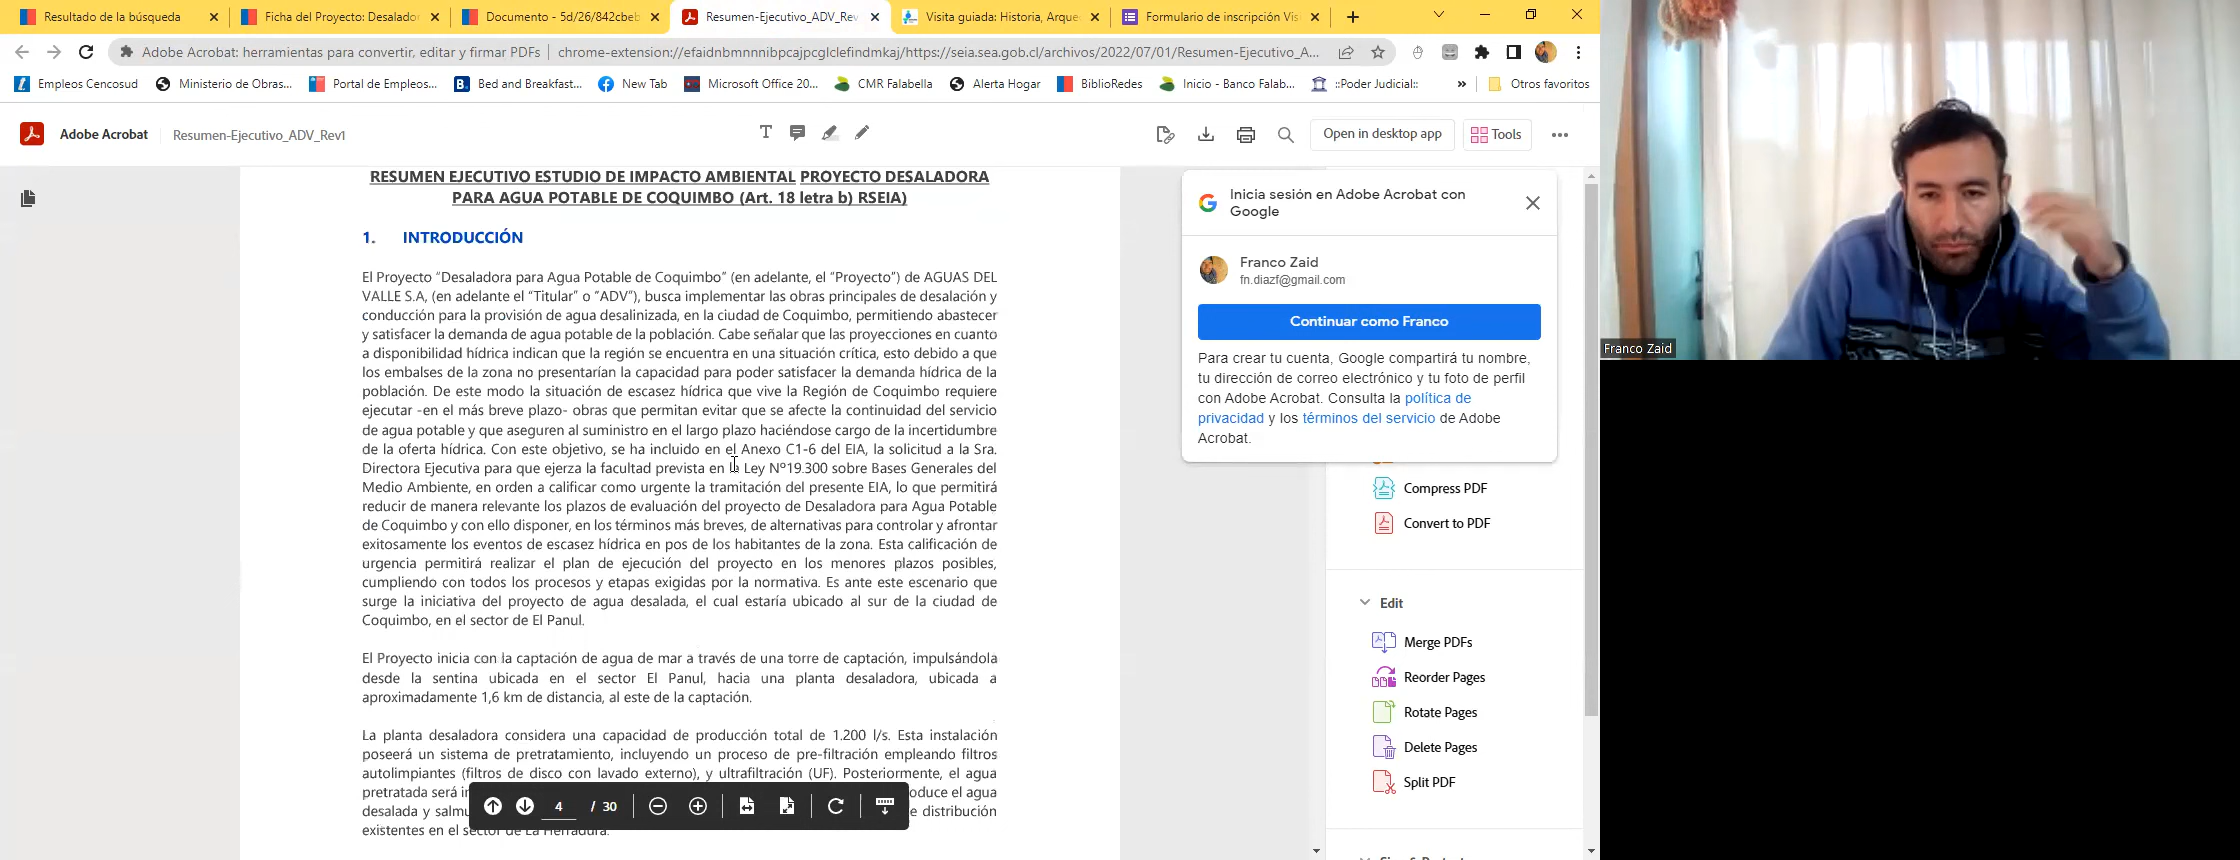 Resultado de la búsqueda
Ficha del Proyecto: Desalador
Documento - 5d/26/842cbeb
Resumen-Ejecutivo_ADV_Rev
Visita guiada: Historia, Arque
Formulario de inscripción Vis
Adobe Acrobat: herramientas para convertir, editar y firmar PDFs | chrome-extension://efaidnbmnnnibpcajpcglclefindmkaj/https://seia.sea.gob.cl/archivos/2022/07/01/Resumen-Ejecutivo_A...
Empleos Cencosud
Ministerio de Obras...
Portal de Empleos...
Bed and Breakfast...
New Tab
Microsoft Office 20...
CMR Falabella
Alerta Hogar
BiblioRedes
Inicio - Banco Falab...
::Poder Judicial::
»
Otros favoritos
Adobe Acrobat
Resumen-Ejecutivo_ADV_Rev1
Open in desktop app
Tools
RESUMEN EJECUTIVO ESTUDIO DE IMPACTO AMBIENTAL PROYECTO DESALADORA
PARA AGUA POTABLE DE COQUIMBO (Art. 18 letra b) RSEIA)
1. INTRODUCCIÓN
El Proyecto “Desaladora para Agua Potable de Coquimbo” (en adelante, el “Proyecto”) de AGUAS DEL
VALLE S.A, (en adelante el “Titular” o “ADV”), busca implementar las obras principales de desalación y
conducción para la provisión de agua desalinizada, en la ciudad de Coquimbo, permitiendo abastecer
y satisfacer la demanda de agua potable de la población. Cabe señalar que las proyecciones en cuanto
a disponibilidad hídrica indican que la región se encuentra en una situación crítica, esto debido a que
los embalses de la zona no presentarían la capacidad para poder satisfacer la demanda hídrica de la
población. De este modo la situación de escasez hídrica que vive la Región de Coquimbo requiere
ejecutar -en el más breve plazo- obras que permitan evitar que se afecte la continuidad del servicio
de agua potable y que aseguren al suministro en el largo plazo haciéndose cargo de la incertidumbre
de la oferta hídrica. Con este objetivo, se ha incluido en el Anexo C1-6 del EIA, la solicitud a la Sra.
Directora Ejecutiva para que ejerza la facultad prevista en la Ley Nº19.300 sobre Bases Generales del
Medio Ambiente, en orden a calificar como urgente la tramitación del presente EIA, lo que permitirá
reducir de manera relevante los plazos de evaluación del proyecto de Desaladora para Agua Potable
de Coquimbo y con ello disponer, en los términos más breves, de alternativas para controlar y afrontar
exitosamente los eventos de escasez hídrica en pos de los habitantes de la zona. Esta calificación de
urgencia permitirá realizar el plan de ejecución del proyecto en los menores plazos posibles,
cumpliendo con todos los procesos y etapas exigidas por la normativa. Es ante este escenario que
surge la iniciativa del proyecto de agua desalada, el cual estaría ubicado al sur de la ciudad de
Coquimbo, en el sector de El Panul.
El Proyecto inicia con la captación de agua de mar a través de una torre de captación, impulsándola
desde la sentina ubicada en el sector El Panul, hacia una planta desaladora, ubicada a
aproximadamente 1,6 km de distancia, al este de la captación.
La planta desaladora considera una capacidad de producción total de 1.200 l/s. Esta instalación
poseerá un sistema de pretratamiento, incluyendo un proceso de pre-filtración empleando filtros
autolimpiantes (filtros de disco con lavado externo), y ultrafiltración (UF). Posteriormente, el agua
pretratada será in
oduce el agua
desalada y salmu
e distribución
existentes en el sector de La Herradura.
4 / 30
Inicia sesión en Adobe Acrobat con
Google
Franco Zaid
fn.diazf@gmail.com
Continuar como Franco
Para crear tu cuenta, Google compartirá tu nombre,
tu dirección de correo electrónico y tu foto de perfil
con Adobe Acrobat. Consulta la política de
privacidad y los términos del servicio de Adobe
Acrobat.
Compress PDF
Convert to PDF
Edit
Merge PDFs
Reorder Pages
Rotate Pages
Delete Pages
Split PDF
Franco Zaid